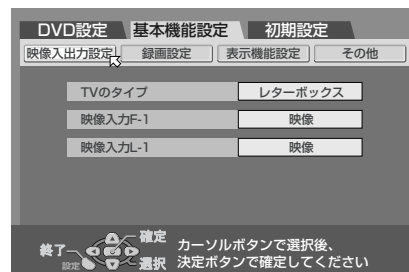 DVD設定 基本機能設定 初期設定
映像入出力設定 録画設定 表示機能設定 その他
TVのタイプ レターボックス
映像入力F-1 映像
映像入力L-1 映像
確定
終了
設定
選択
カーソルボタンで選択後、
決定ボタンで確定してください